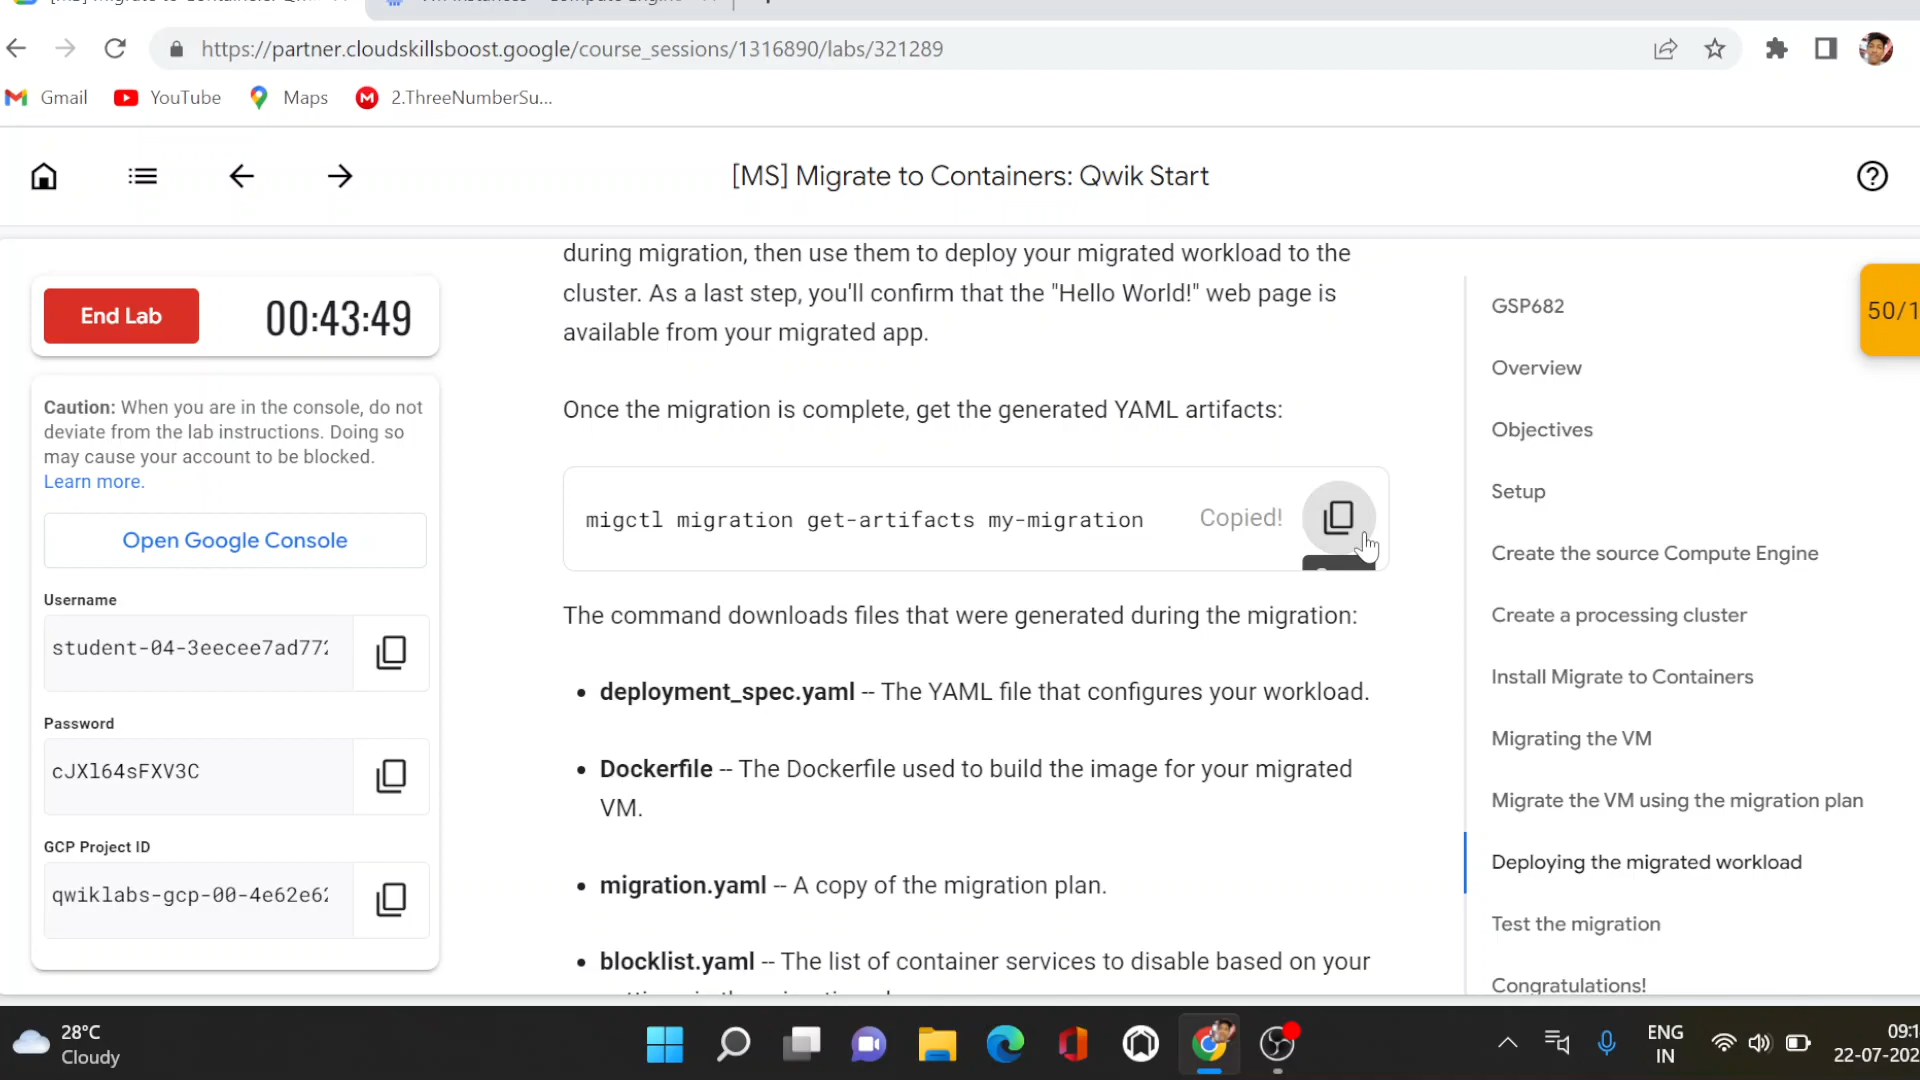 https://partner.cloudskillsboost.google/course_sessions/1316890/labs/321289
Gmail
YouTube
Maps
2.ThreeNumberSu...
[MS] Migrate to Containers: Qwik Start
End Lab
00:43:49
Caution: When you are in the console, do not
deviate from the lab instructions. Doing so
may cause your account to be blocked.
Learn more.
Open Google Console
Username
student-04-3eecee7ad772
Password
cJXl64sFXV3C
GCP Project ID
qwiklabs-gcp-00-4e62e62
during migration, then use them to deploy your migrated workload to the
cluster. As a last step, you'll confirm that the "Hello World!" web page is
available from your migrated app.
Once the migration is complete, get the generated YAML artifacts:
migctl migration get-artifacts my-migration
Copied!
The command downloads files that were generated during the migration:
• deployment_spec.yaml -- The YAML file that configures your workload.
• Dockerfile -- The Dockerfile used to build the image for your migrated
VM.
• migration.yaml -- A copy of the migration plan.
• blocklist.yaml -- The list of container services to disable based on your
GSP682
Overview
Objectives
Setup
Create the source Compute Engine
Create a processing cluster
Install Migrate to Containers
Migrating the VM
Migrate the VM using the migration plan
Deploying the migrated workload
Test the migration
Congratulations!
50/1
28°C
Cloudy
ENG
IN
09:1
22-07-202